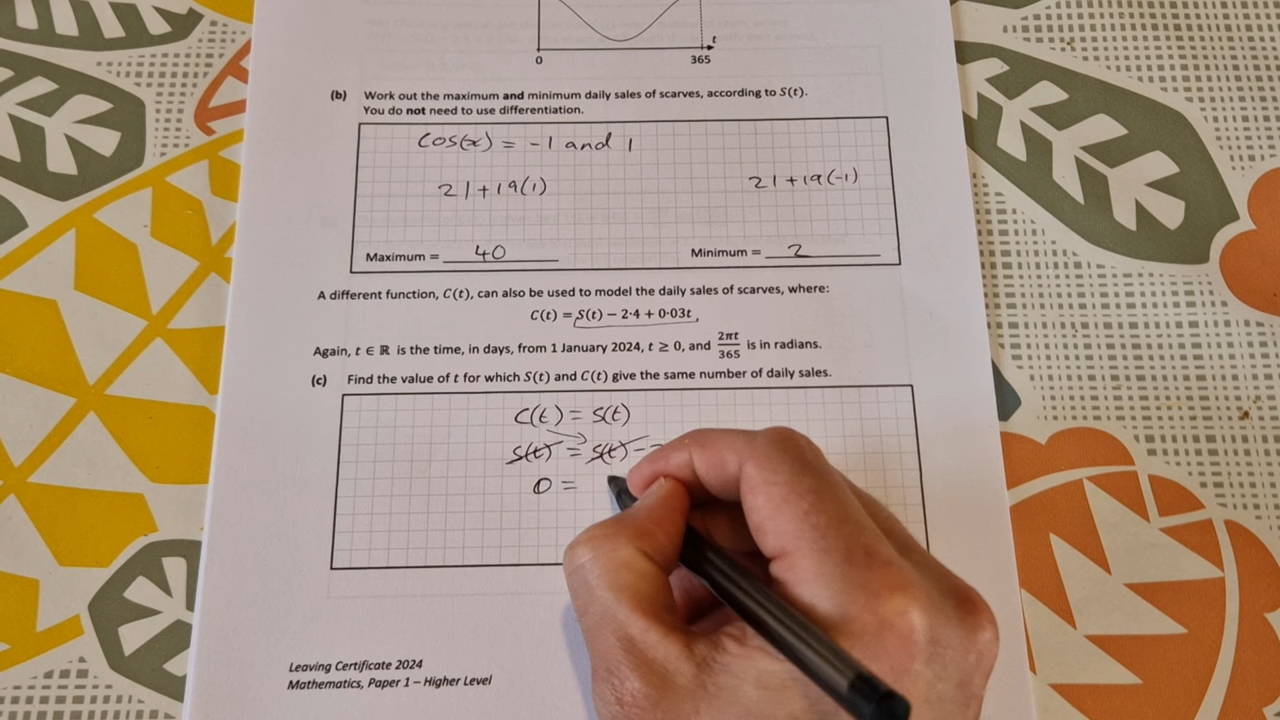 t
0 365
(b) Work out the maximum and minimum daily sales of scarves, according to S(t).
You do not need to use differentiation.
Cos(x) = -1 and 1
21+19(1) 21+19(-1)
Maximum = 40 Minimum = 2
A different function, C(t), can also be used to model the daily sales of scarves, where:
C(t) = S(t) − 2·4 + 0·03t,
Again, t ∈ ℝ is the time, in days, from 1 January 2024, t ≥ 0, and 2πt/365 is in radians.
(c) Find the value of t for which S(t) and C(t) give the same number of daily sales.
C(t) = S(t)
S(t) = S(t) -
0 =
Leaving Certificate 2024
Mathematics, Paper 1 – Higher Level